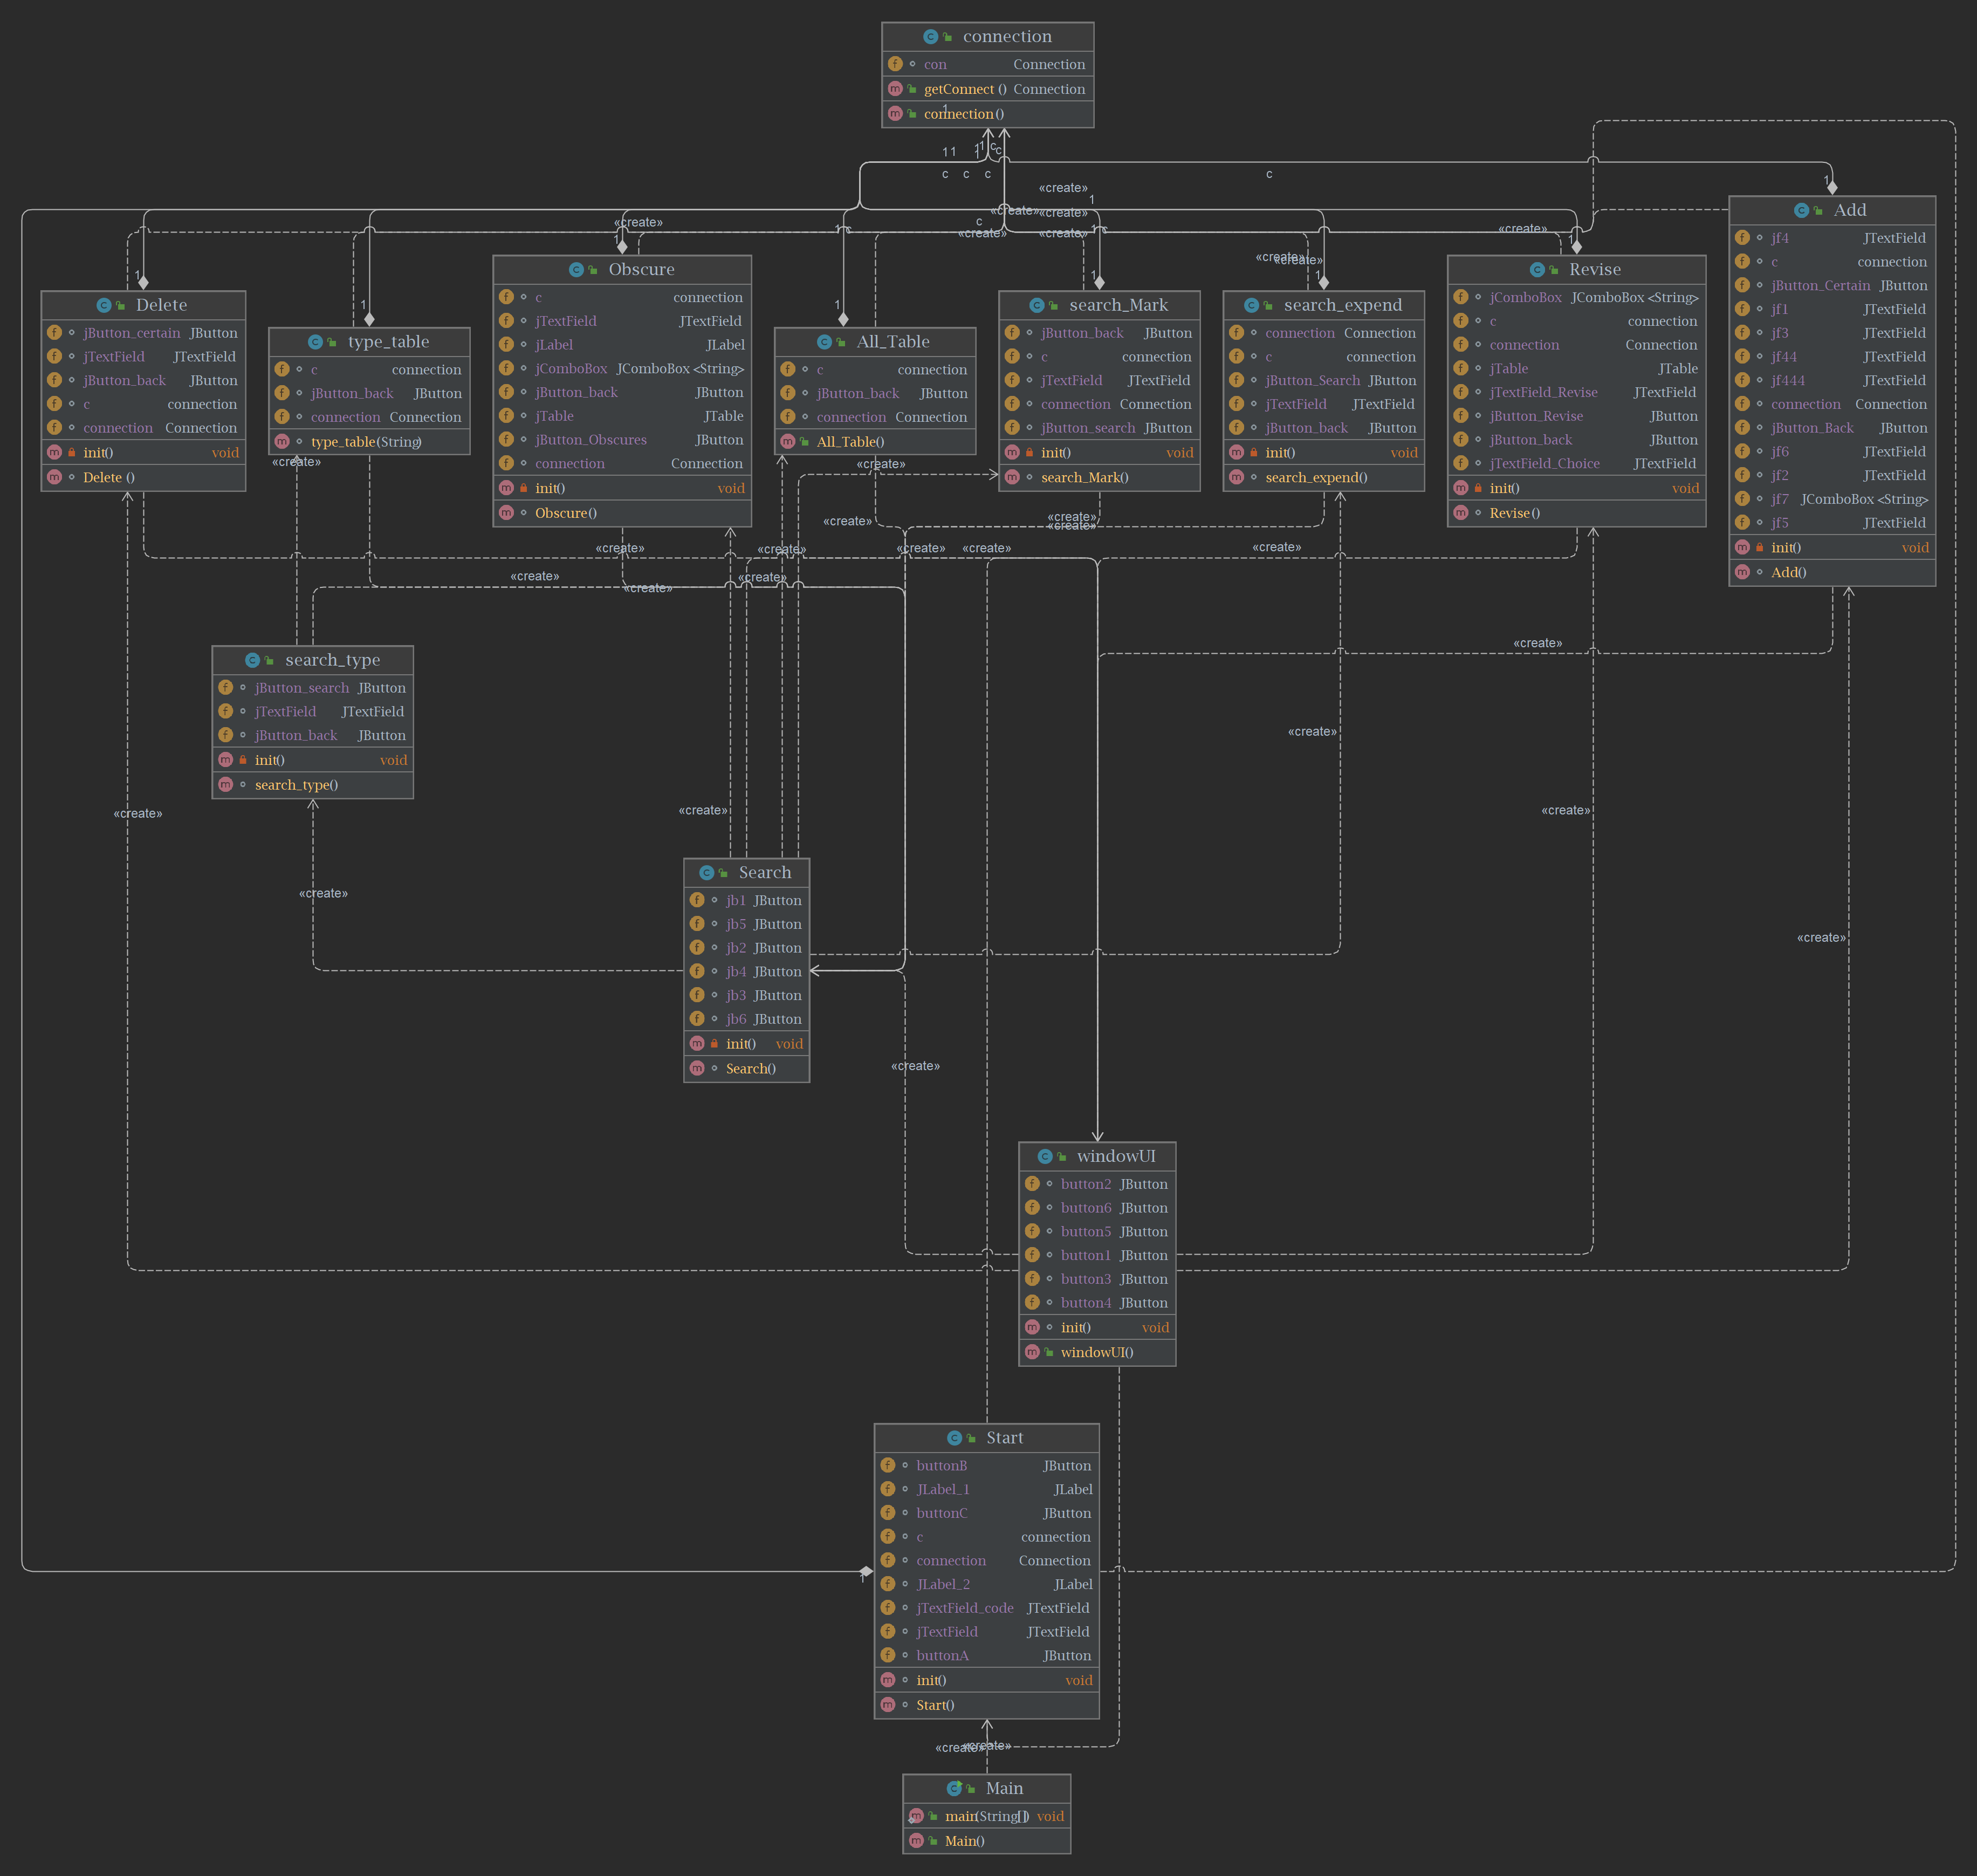 connection
con Connection
getConnect () Connection
connection()
1
1 1 1 1 c c
c c c c
«create»
1
«create» «create» «create»
c
1 c «create» «create» 1 c «create»
1 1
«create» «create»
1 1 1 1 1
Add
jf4 JTextField
c connection
jButton_Certain JButton
jf1 JTextField
jf3 JTextField
jf44 JTextField
jf444 JTextField
connection Connection
jButton_Back JButton
jf6 JTextField
jf2 JTextField
jf7 JComboBox <String>
jf5 JTextField
init() void
Add()
Delete
jButton_certain JButton
jTextField JTextField
jButton_back JButton
c connection
connection Connection
init() void
Delete ()
type_table
c connection
jButton_back JButton
connection Connection
type_table(String)
Obscure
c connection
jTextField JTextField
jLabel JLabel
jComboBox JComboBox <String>
jButton_back JButton
jTable JTable
jButton_Obscures JButton
connection Connection
init() void
Obscure()
All_Table
c connection
jButton_back JButton
connection Connection
All_Table()
search_Mark
jButton_back JButton
c connection
jTextField JTextField
connection Connection
jButton_search JButton
init() void
search_Mark()
search_expend
connection Connection
c connection
jButton_Search JButton
jTextField JTextField
jButton_back JButton
init() void
search_expend()
Revise
jComboBox JComboBox <String>
c connection
connection Connection
jTable JTable
jTextField_Revise JTextField
jButton_Revise JButton
jButton_back JButton
jTextField_Choice JTextField
init() void
Revise()
«create» «create»
«create» «create»
«create»
«create» «create» «create» «create» «create»
«create» «create»
«create»
«create»
search_type
jButton_search JButton
jTextField JTextField
jButton_back JButton
init() void
search_type()
«create»
«create» «create» «create»
Search
jb1 JButton
jb5 JButton
jb2 JButton
jb4 JButton
jb3 JButton
jb6 JButton
init() void
Search()
«create»
«create»
«create»
windowUI
button2 JButton
button6 JButton
button5 JButton
button1 JButton
button3 JButton
button4 JButton
init() void
windowUI()
Start
buttonB JButton
JLabel_1 JLabel
buttonC JButton
c connection
connection Connection
JLabel_2 JLabel
jTextField_code JTextField
jTextField JTextField
buttonA JButton
init() void
Start()
1
«create» «create»
Main
main(String[]) void
Main()